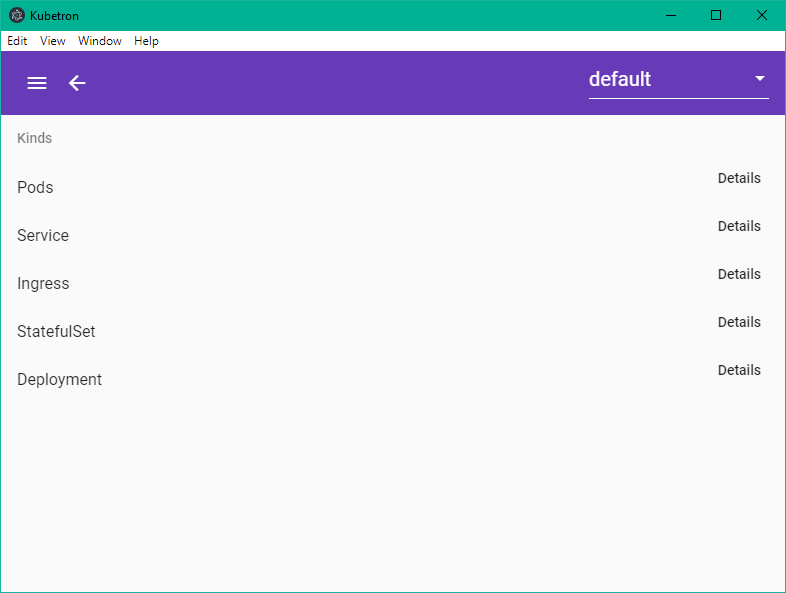 Kubetron
Edit View Window Help
default
Kinds
Pods Details
Service Details
Ingress Details
StatefulSet Details
Deployment Details